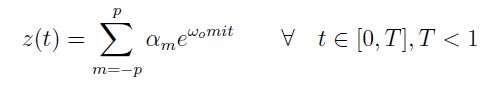 z(t) = \sum_{m=-p}^{p} \alpha_m e^{\omega_o mit} \quad \forall \quad t \in [0, T], T < 1